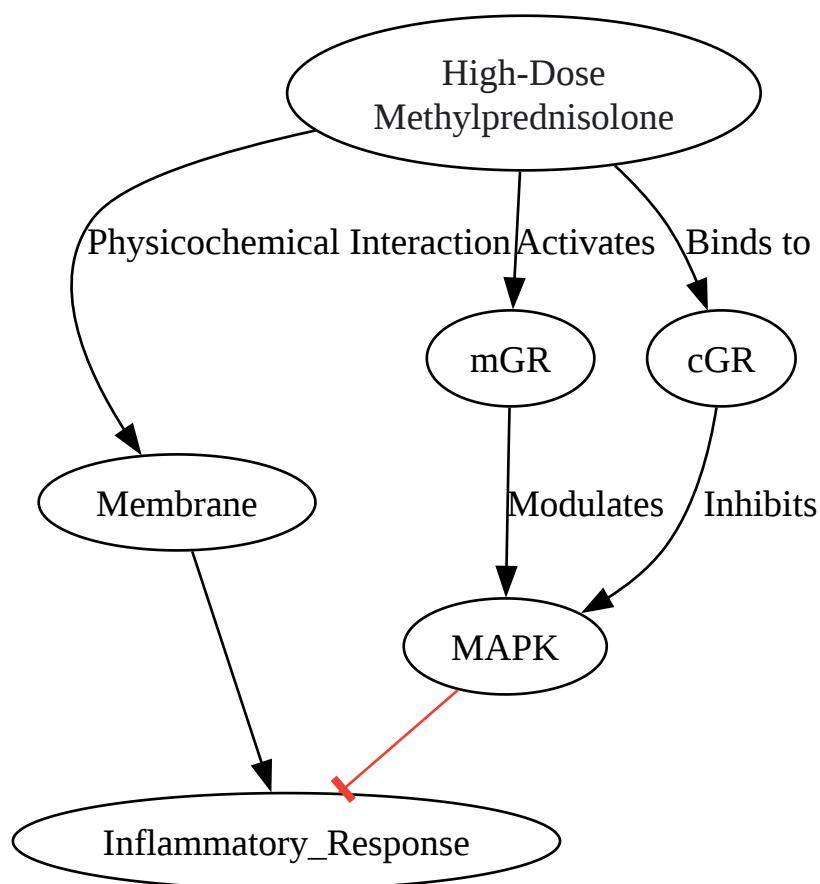 High-Dose
Methylprednisolone
Physicochemical Interaction
Activates
Binds to
mGR
cGR
Membrane
Modulates
Inhibits
MAPK
Inflammatory_Response